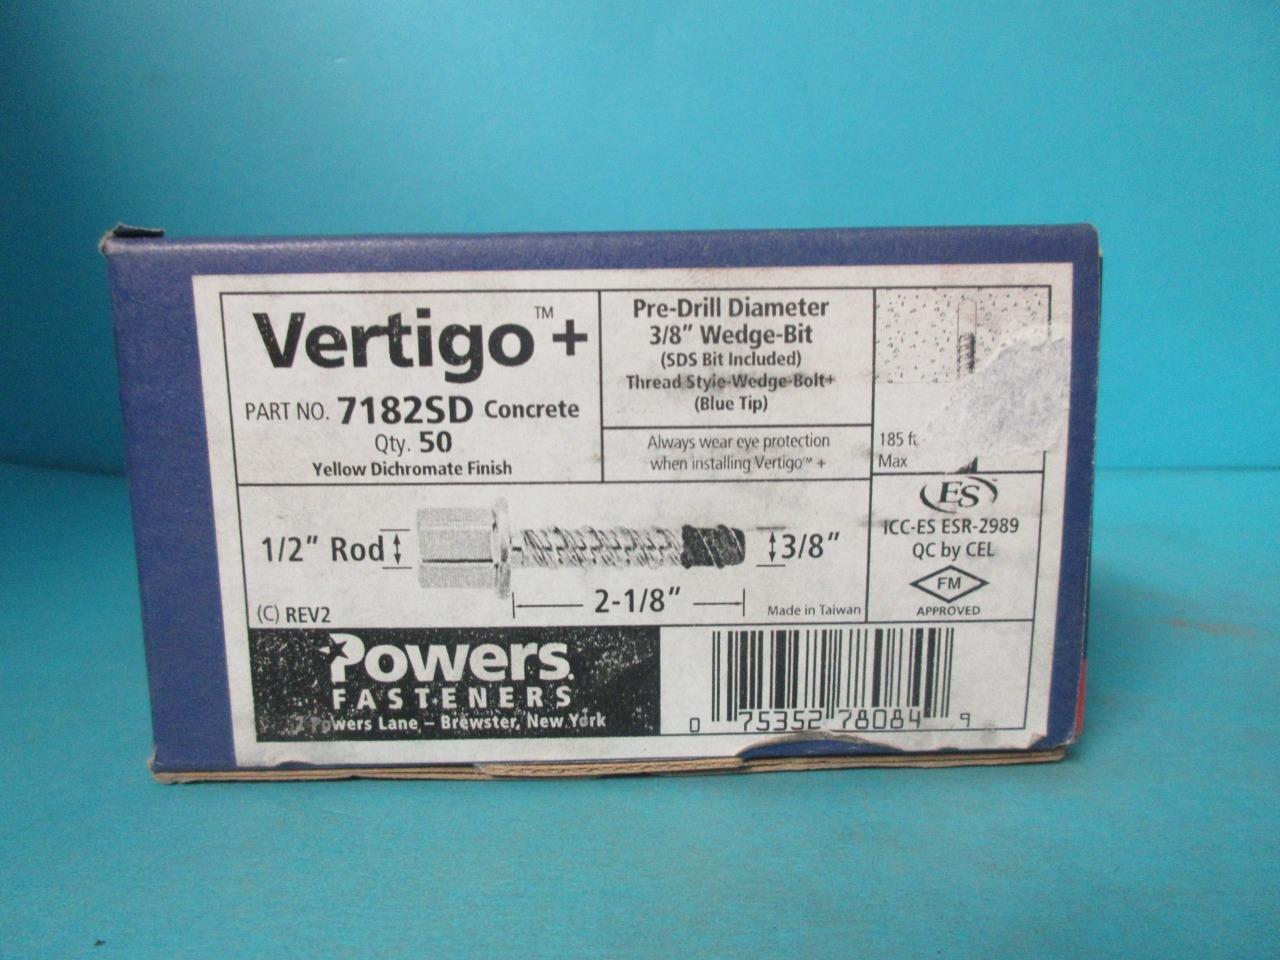 Vertigo™+
PART NO. 7182SD Concrete
Qty. 50
Yellow Dichromate Finish
Pre-Drill Diameter
3/8" Wedge-Bit
(SDS Bit Included)
Thread Style-Wedge-Bolt+
(Blue Tip)
Always wear eye protection
when installing Vertigo™ +
185 ft
Max
1/2" Rod
3/8"
2-1/8"
(C) REV2
Made in Taiwan
ES
ICC-ES ESR-2989
QC by CEL
FM
APPROVED
Powers
FASTENERS
Powers Lane – Brewster, New York
0 75352 78084 9